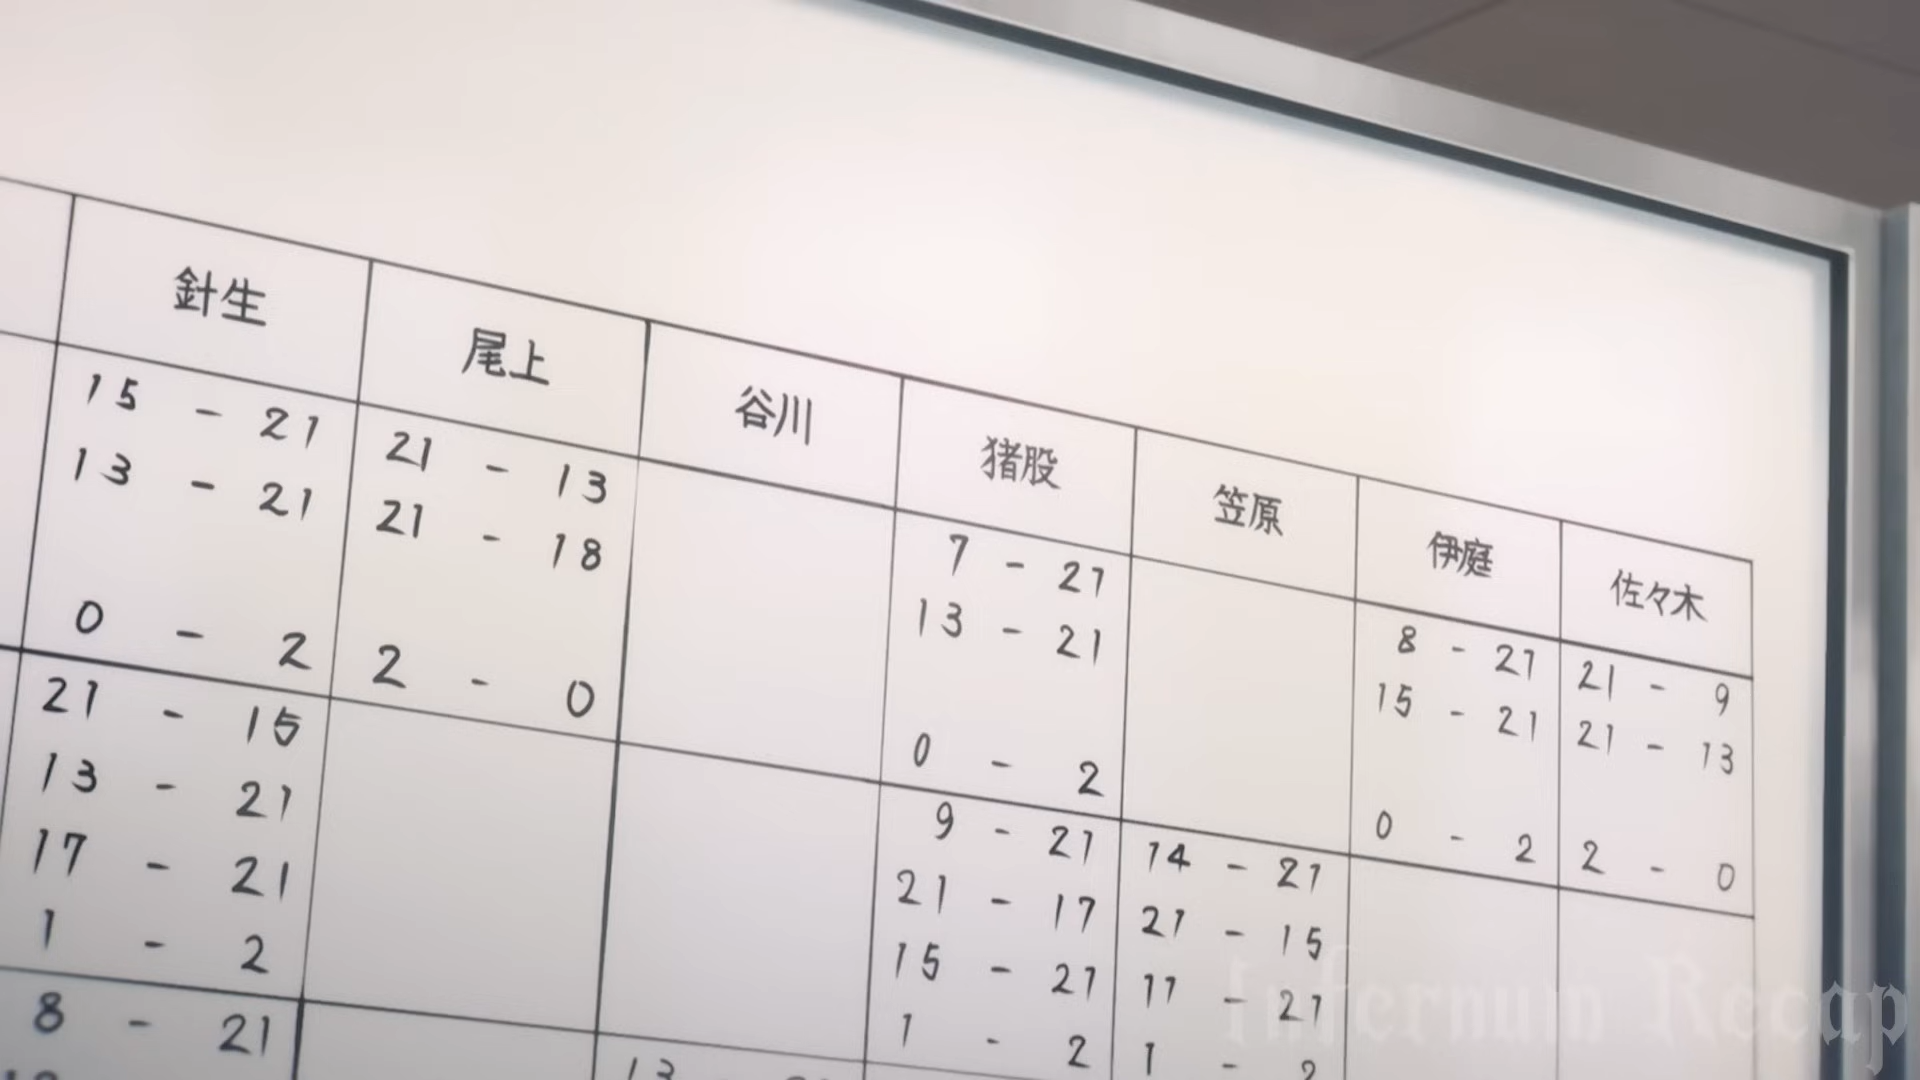 針生 尾上 谷川 猪股 笠原 伊庭 佐々木
15 - 21 21 - 13 7 - 21 8 - 21 21 - 9
13 - 21 21 - 18 13 - 21 15 - 21 21 - 13
0 - 2 2 - 0 0 - 2 0 - 2 2 - 0
21 - 15 9 - 21 14 - 21
13 - 21 21 - 17 21 - 15
17 - 21 15 - 21 - 21
1 - 2 1 - 2 1 - 2
8 - 21 13
Infernum Recap